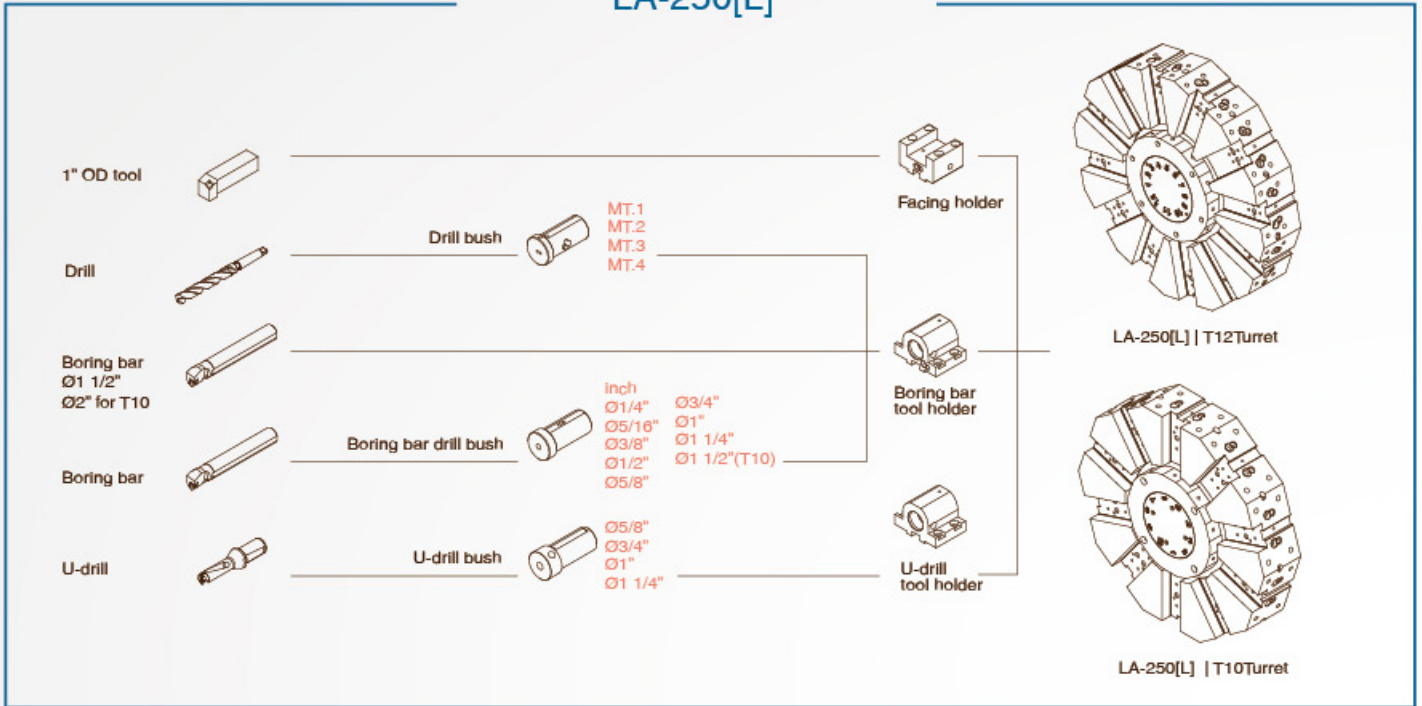 LA-250[L]
1" OD tool
Facing holder
Drill bush
MT.1
MT.2
MT.3
MT.4
Drill
LA-250[L] | T12Turret
Boring bar
Ø1 1/2"
Ø2" for T10
Boring bar
tool holder
Boring bar drill bush
inch
Ø1/4"
Ø5/16"
Ø3/8"
Ø1/2"
Ø5/8"
Ø3/4"
Ø1"
Ø1 1/4"
Ø1 1/2"(T10)
Boring bar
U-drill
U-drill bush
Ø5/8"
Ø3/4"
Ø1"
Ø1 1/4"
U-drill
tool holder
LA-250[L] | T10Turret